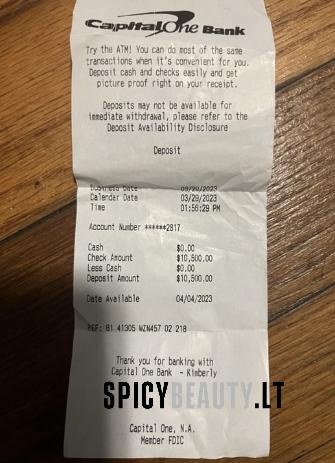 Capital One Bank
Try the ATM! You can do most of the same
transactions when it's convenient for you.
Deposit cash and checks easily and get
picture proof right on your receipt.
Deposits may not be available for
immediate withdrawal, please refer to the
Deposit Availability Disclosure
Deposit
Business Date 03/29/2023
Calendar Date 03/29/2023
Time 01:56:29 PM
Account Number ******2817
Cash $0.00
Check Amount $10,500.00
Less Cash $0.00
Deposit Amount $10,500.00
Date Available 04/04/2023
REF: 81 41305 WZN457 02 218
Thank you for banking with
Capital One Bank - Kimberly
SPICYBEAUTY.LT
Capital One, N.A.
Member FDIC